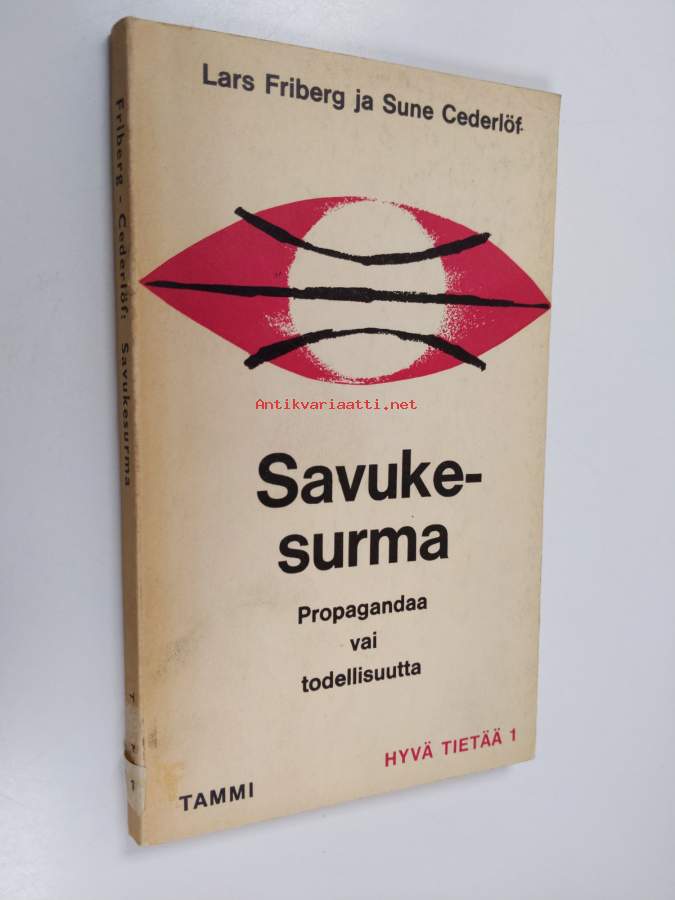 Lars Friberg ja Sune Cederlöf
Antikvariaatti.net
Savuke-
surma
Propagandaa
vai
todellisuutta
HYVÄ TIETÄÄ 1
TAMMI
Friberg - Cederlöf: Savukesurma
T
1